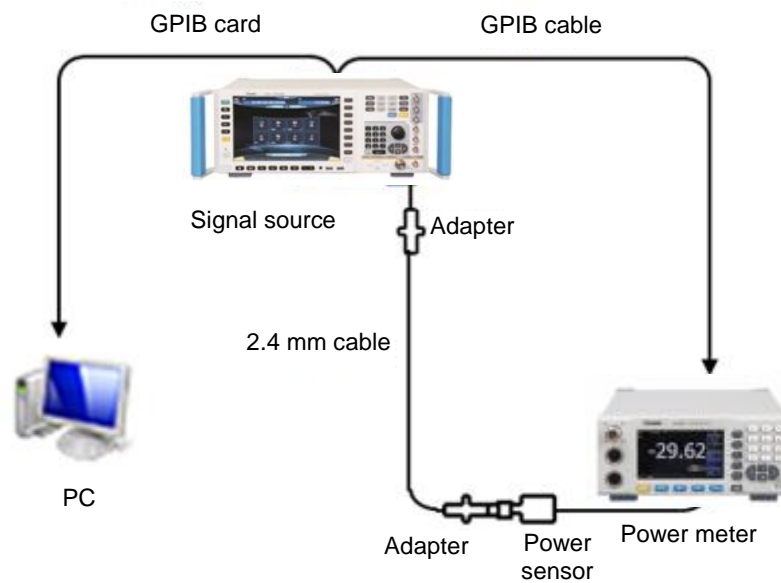 GPIB card
GPIB cable
Signal source
Adapter
2.4 mm cable
-29.62
PC
Adapter
Power
sensor
Power meter